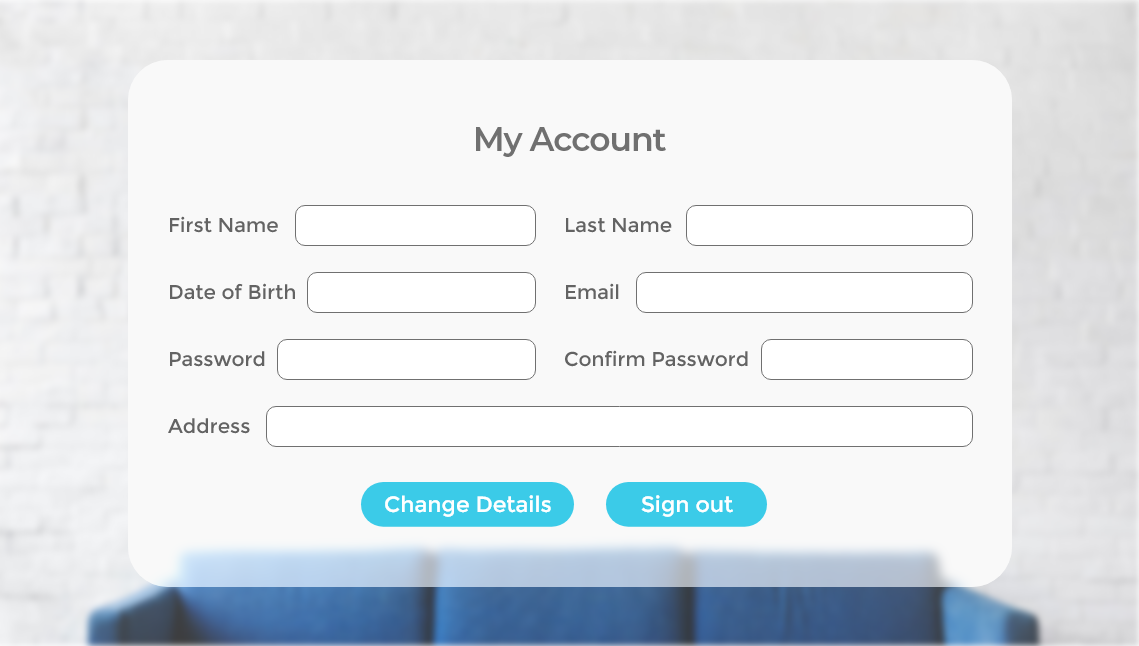 My Account
First Name Last Name
Date of Birth Email
Password Confirm Password
Address
Change Details Sign out